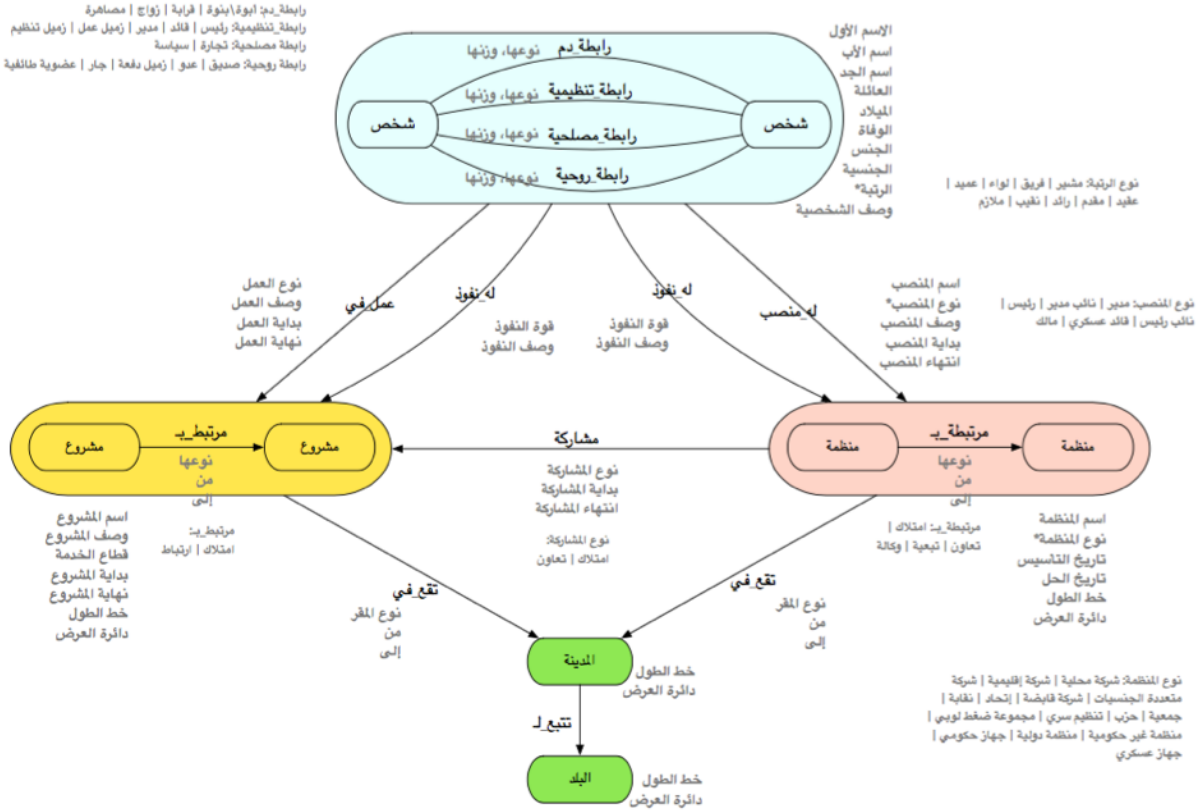 رابطة_دم: أبوة\بنوة | قرابة | زواج | مصاهرة
رابطة_تنظيمية: رئيس | قائد | مدير | زميل عمل | زميل تنظيم
رابطة مصلحية: تجارة | سياسة
رابطة روحية: صديق | عدو | زميل دفعة | جار | عضوية طائفية
الاسم الأول
اسم الأب
اسم الجد
العائلة
الميلاد
الوفاة
الجنس
الجنسية
الرتبة*
وصف الشخصية
رابطة_دم نوعها، وزنها
رابطة_تنظيمية نوعها، وزنها
شخص
شخص
رابطة_مصلحية نوعها، وزنها
رابطة_روحية نوعها، وزنها
نوع الرتبة: مشير | فريق | لواء | عميد |
عقيد | مقدم | رائد | نقيب | ملازم
نوع العمل
وصف العمل
بداية العمل
نهاية العمل
عمل_في
له_نفوذ
قوة النفوذ
وصف النفوذ
له_نفوذ
قوة النفوذ
وصف النفوذ
له_منصب
اسم المنصب
نوع المنصب*
وصف المنصب
بداية المنصب
انتهاء المنصب
نوع المنصب: مدير | نائب مدير | رئيس |
نائب رئيس | قائد عسكري | مالك
مشروع
مرتبط_بـ
مشروع
نوعها
من
إلى
مشاركة
نوع المشاركة
بداية المشاركة
انتهاء المشاركة
نوع المشاركة:
امتلاك | تعاون
منظمة
مرتبطة_بـ
منظمة
نوعها
من
إلى
اسم المشروع
وصف المشروع
قطاع الخدمة
بداية المشروع
نهاية المشروع
خط الطول
دائرة العرض
مرتبط_بـ:
امتلاك | ارتباط
مرتبطة_بـ: امتلاك |
تعاون | تبعية | وكالة
اسم المنظمة
نوع المنظمة*
تاريخ التأسيس
تاريخ الحل
خط الطول
دائرة العرض
تقع_في
نوع المقر
من
إلى
تقع_في
نوع المقر
من
إلى
المدينة
خط الطول
دائرة العرض
تتبع_لـ
البلد
خط الطول
دائرة العرض
نوع المنظمة: شركة محلية | شركة إقليمية | شركة
متعددة الجنسيات | شركة قابضة | إتحاد | نقابة |
جمعية | حزب | تنظيم سري | مجموعة ضغط لوبي |
منظمة غير حكومية | منظمة دولية | جهاز حكومي |
جهاز عسكري